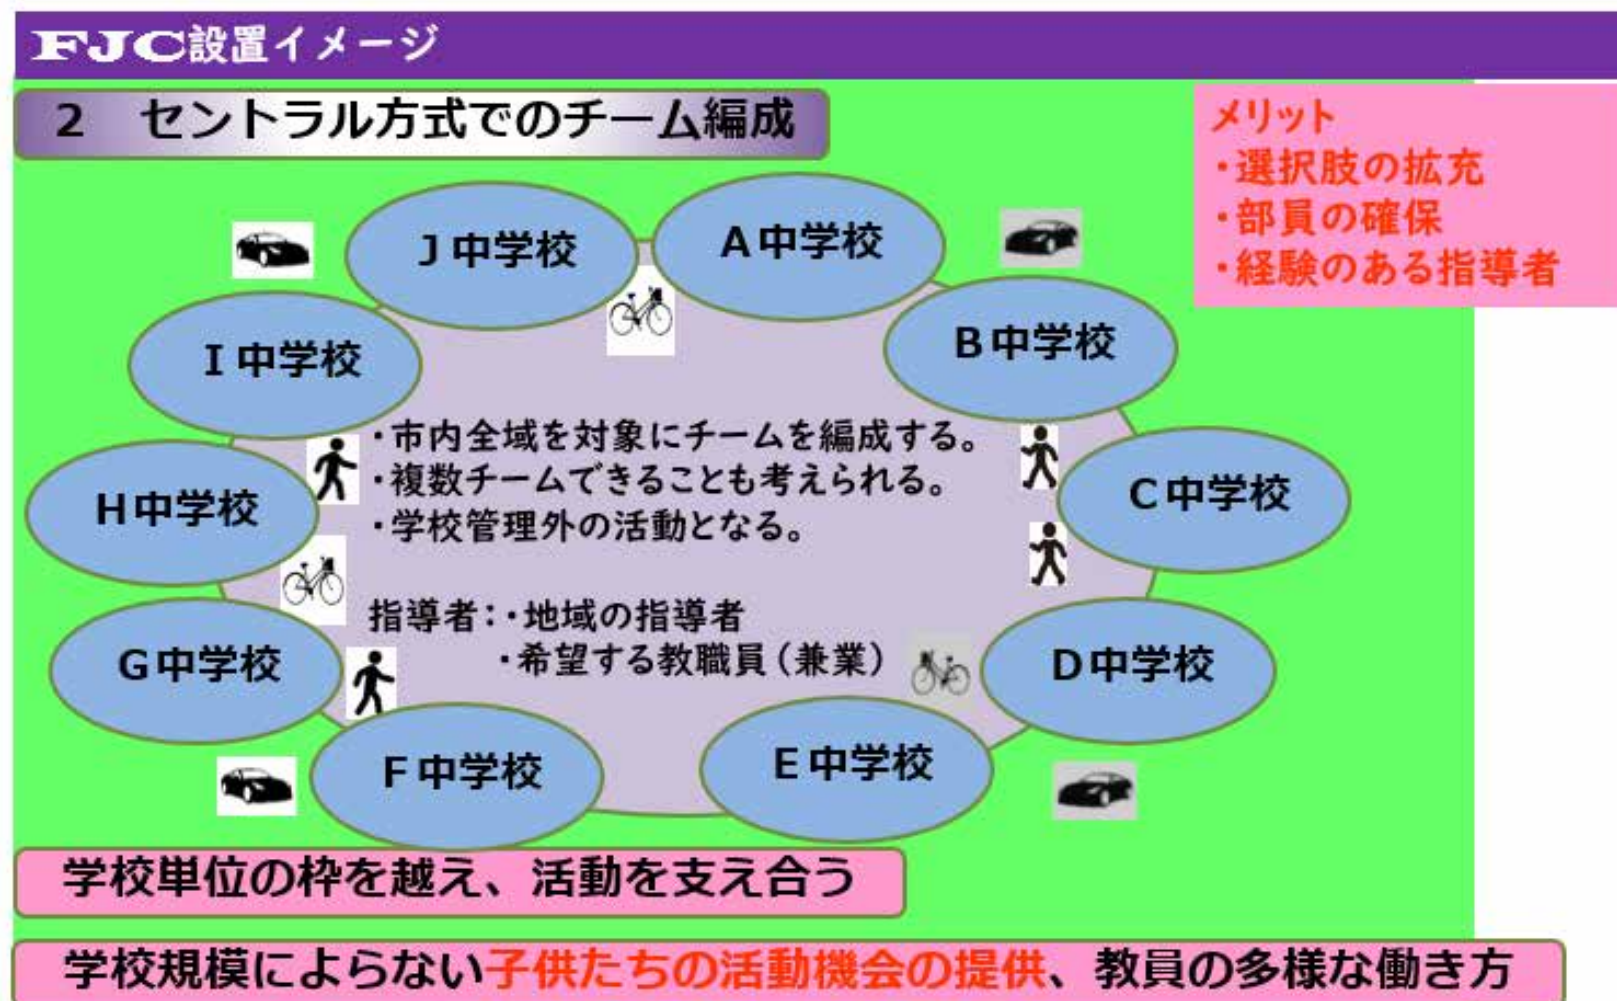 FJC設置イメージ
2 セントラル方式でのチーム編成
メリット
・選択肢の拡充
・部員の確保
・経験のある指導者
J中学校
A中学校
I中学校
B中学校
H中学校
C中学校
・市内全域を対象にチームを編成する。
・複数チームできることも考えられる。
・学校管理外の活動となる。
指導者:・地域の指導者
・希望する教職員(兼業)
G中学校
D中学校
F中学校
E中学校
学校単位の枠を越え、活動を支え合う
学校規模によらない子供たちの活動機会の提供、教員の多様な働き方